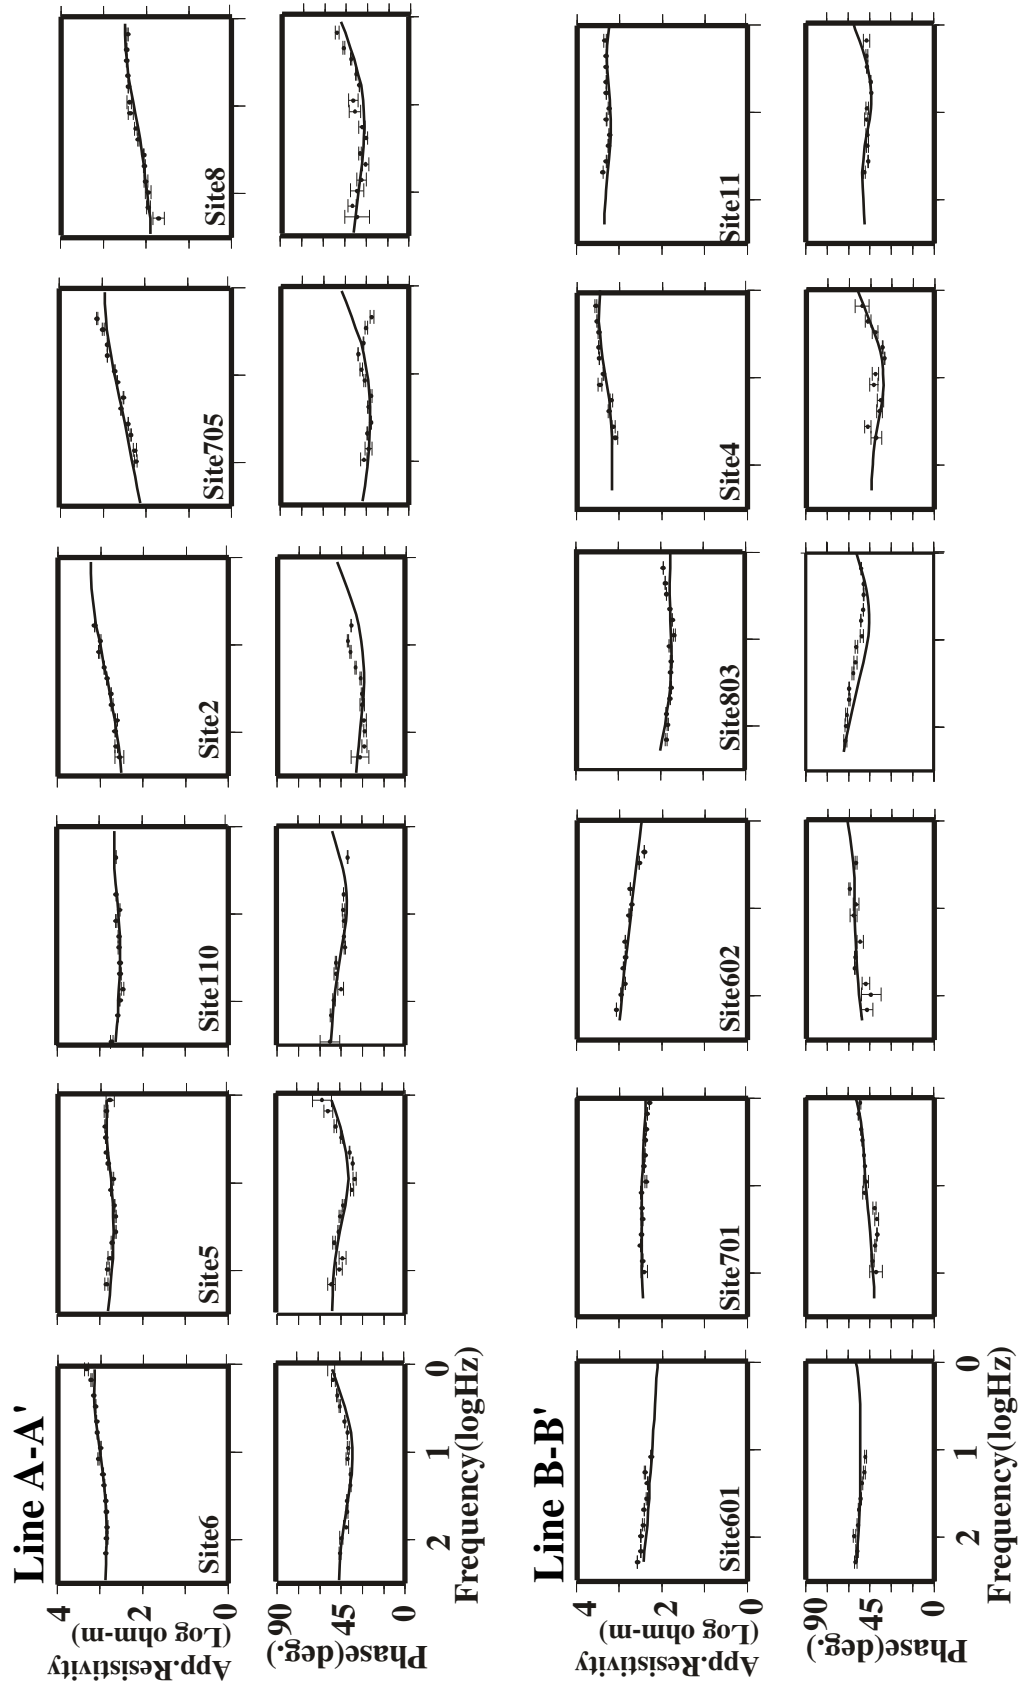 Line A-A'
App.Resistivity
(Log ohm-m)
4
2
0
Site6
Site5
Site110
Site2
Site705
Site8
Phase(deg.)
90
45
0
2
1
0
Frequency(logHz)
Line B-B'
App.Resistivity
(Log ohm-m)
4
2
0
Site601
Site701
Site602
Site803
Site4
Site11
Phase(deg.)
90
45
0
2
1
0
Frequency(logHz)